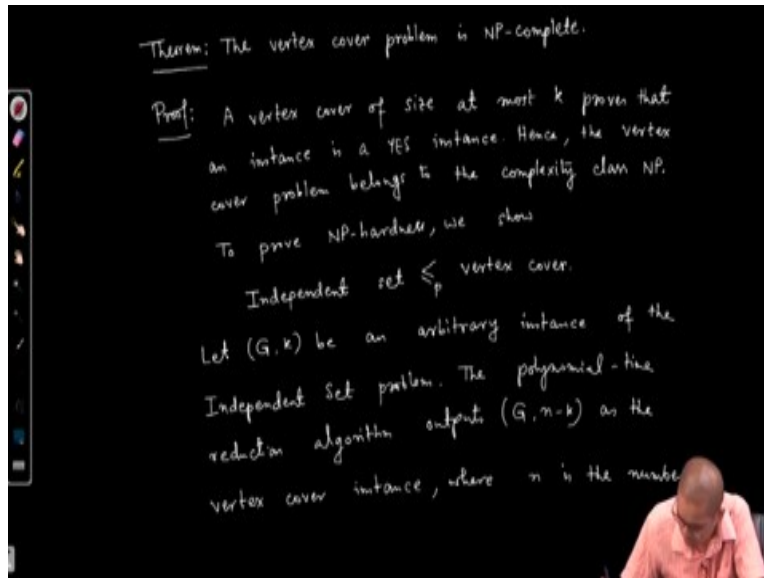 Theorem: The vertex cover problem is NP-complete.
Proof: A vertex cover of size at most k proves that
an instance is a YES instance. Hence, the vertex
cover problem belongs to the complexity class NP.
To prove NP-hardness, we show
Independent set ≤p vertex cover.
Let (G,k) be an arbitrary instance of the
Independent Set problem. The polynomial-time
reduction algorithm outputs (G, n-k) as the
vertex cover intance, where n is the numbe